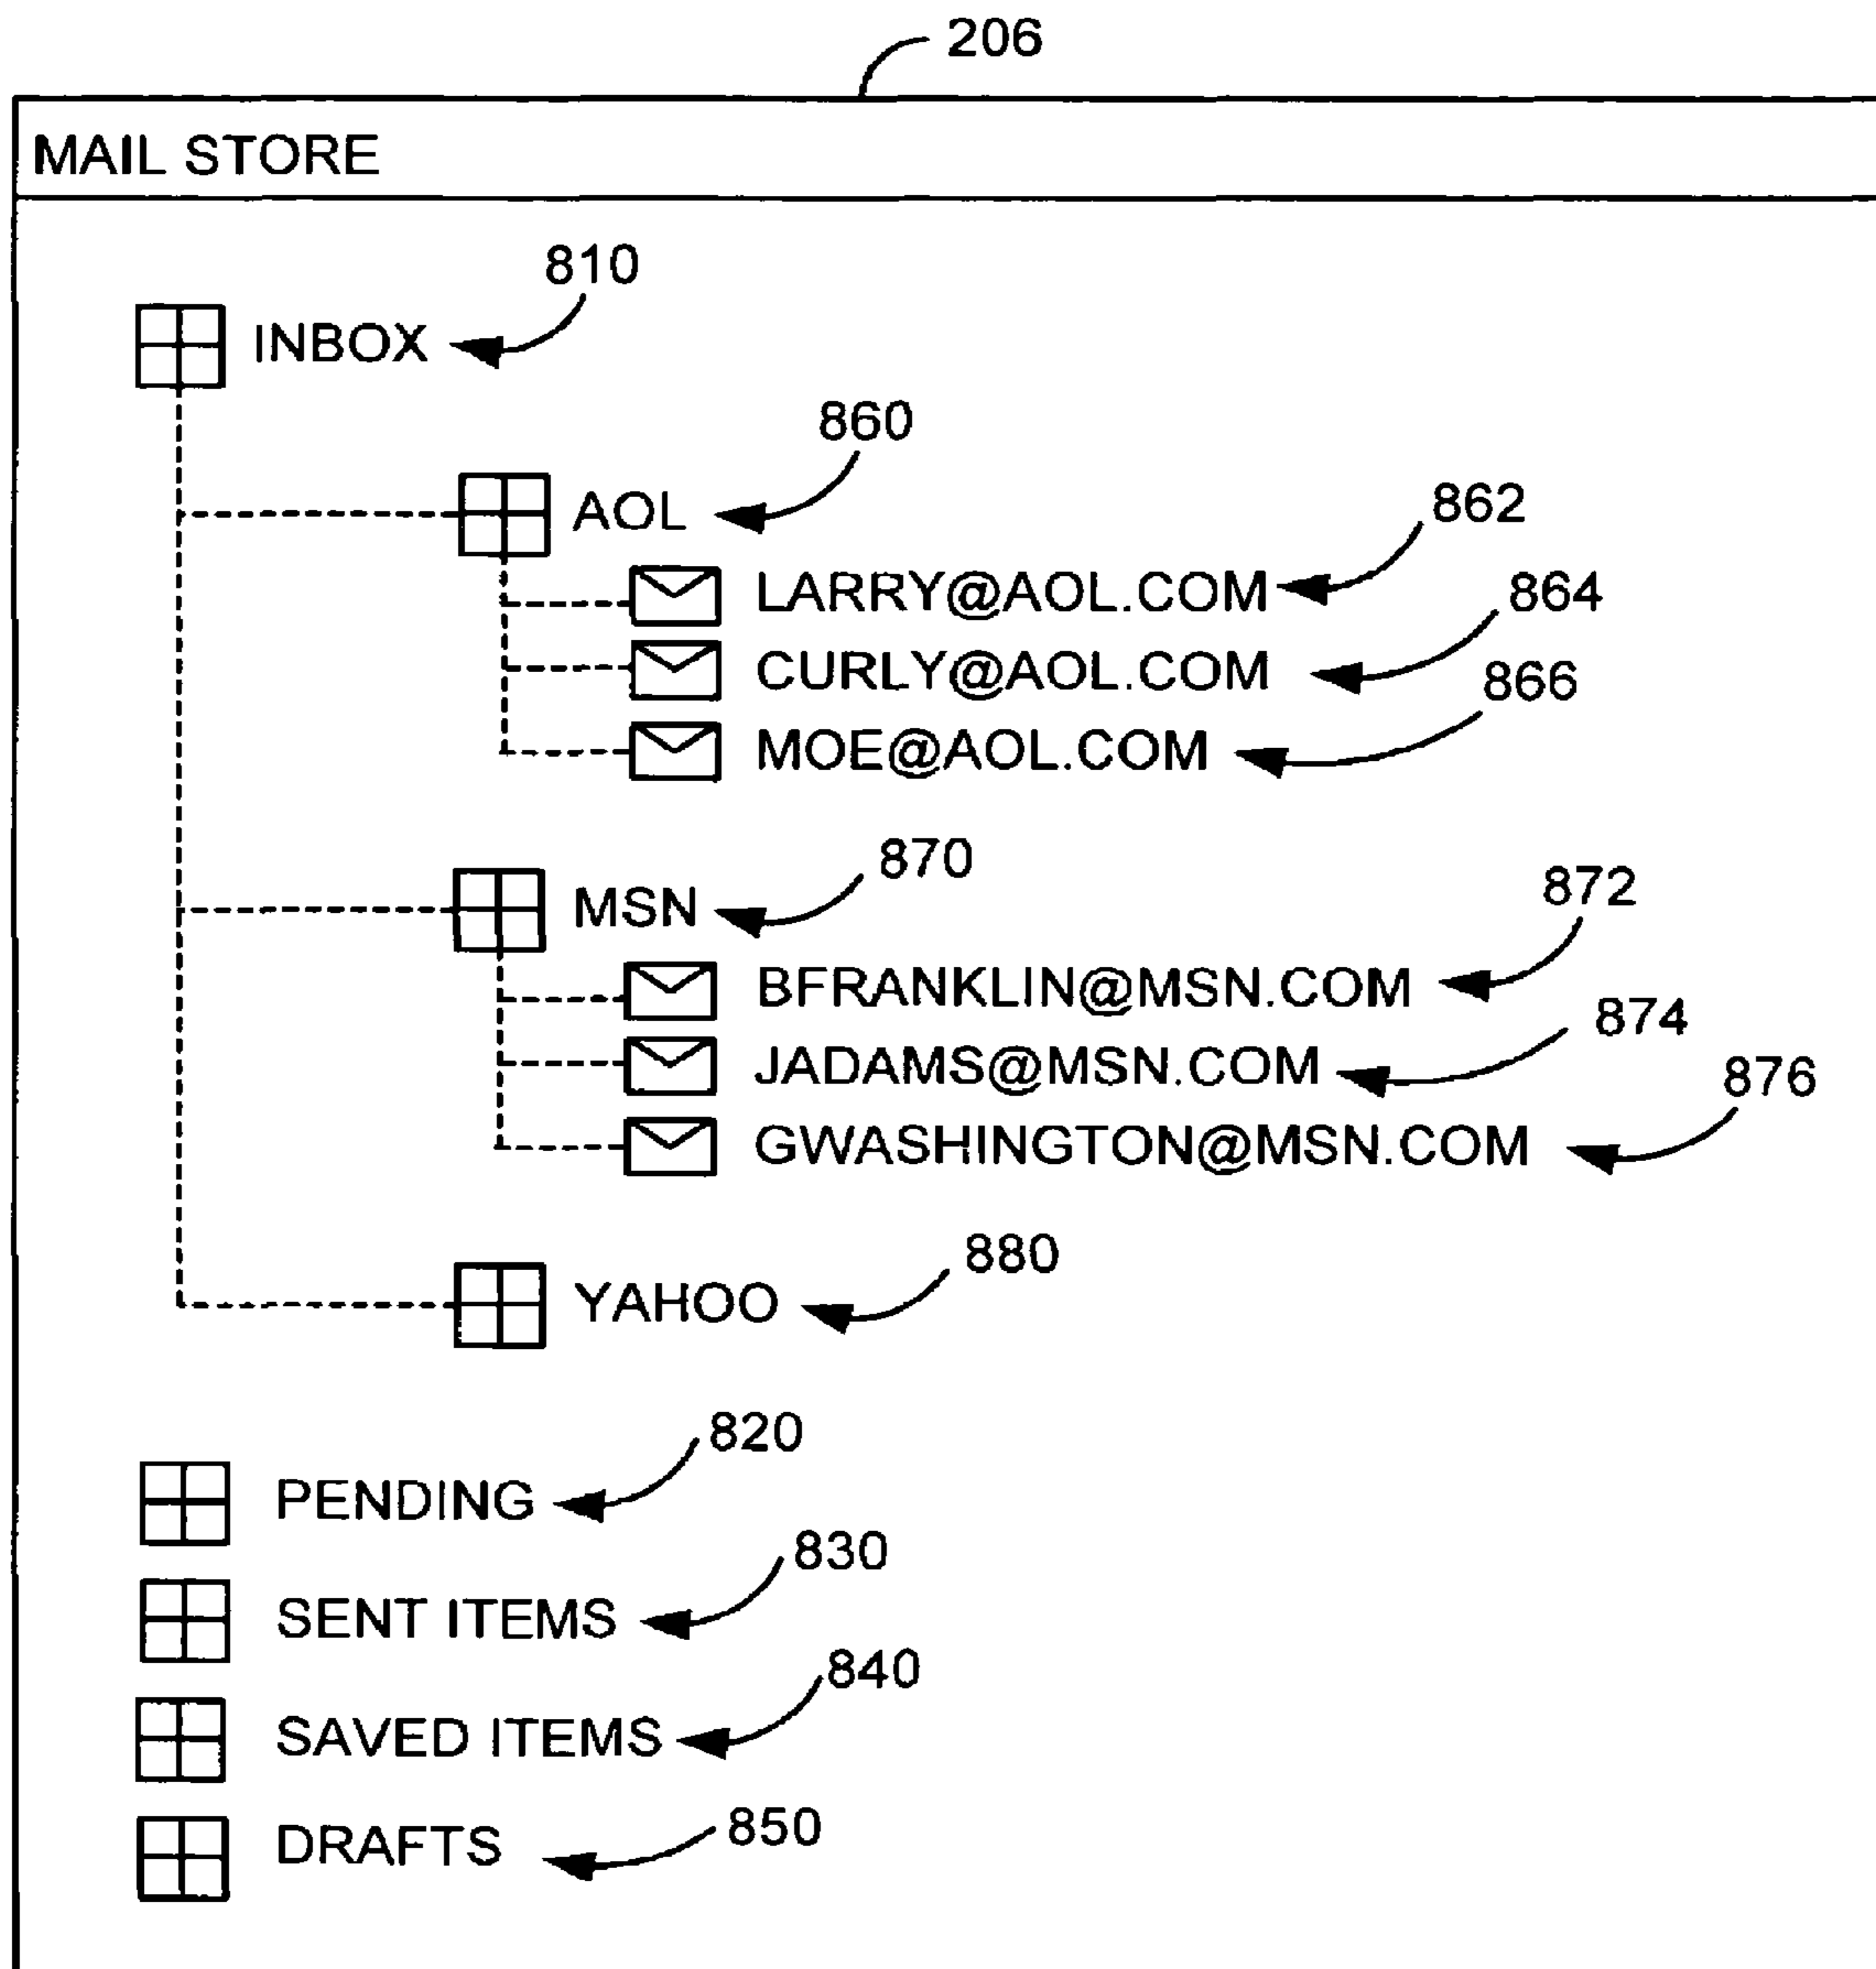 206
MAIL STORE
810
INBOX
860
AOL
862
LARRY@AOL.COM
864
CURLY@AOL.COM
866
MOE@AOL.COM
870
MSN
872
BFRANKLIN@MSN.COM
874
JADAMS@MSN.COM
876
GWASHINGTON@MSN.COM
880
YAHOO
820
PENDING
830
SENT ITEMS
840
SAVED ITEMS
850
DRAFTS